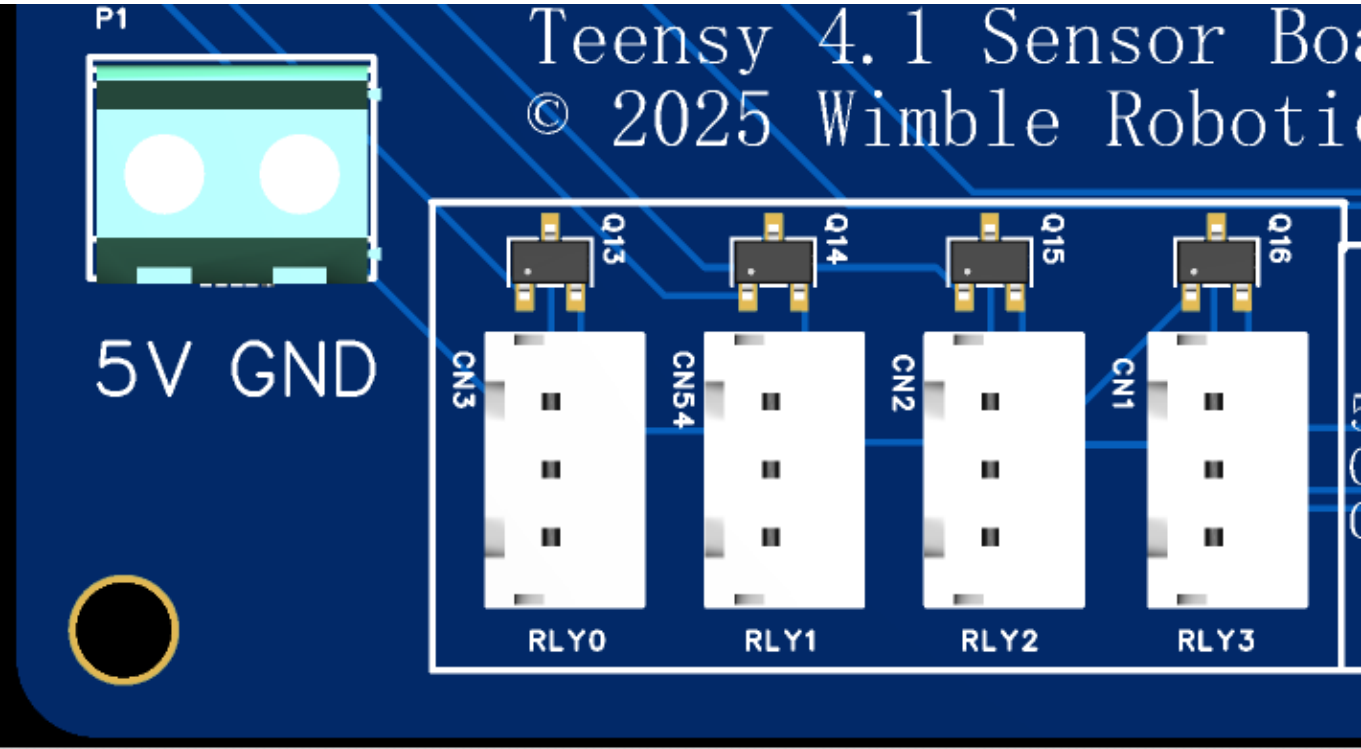 P1
Teensy 4.1 Sensor Boa
© 2025 Wimble Robotic
Q13
Q14
Q15
Q16
5V GND
CN3
CN54
CN2
CN1
RLY0
RLY1
RLY2
RLY3